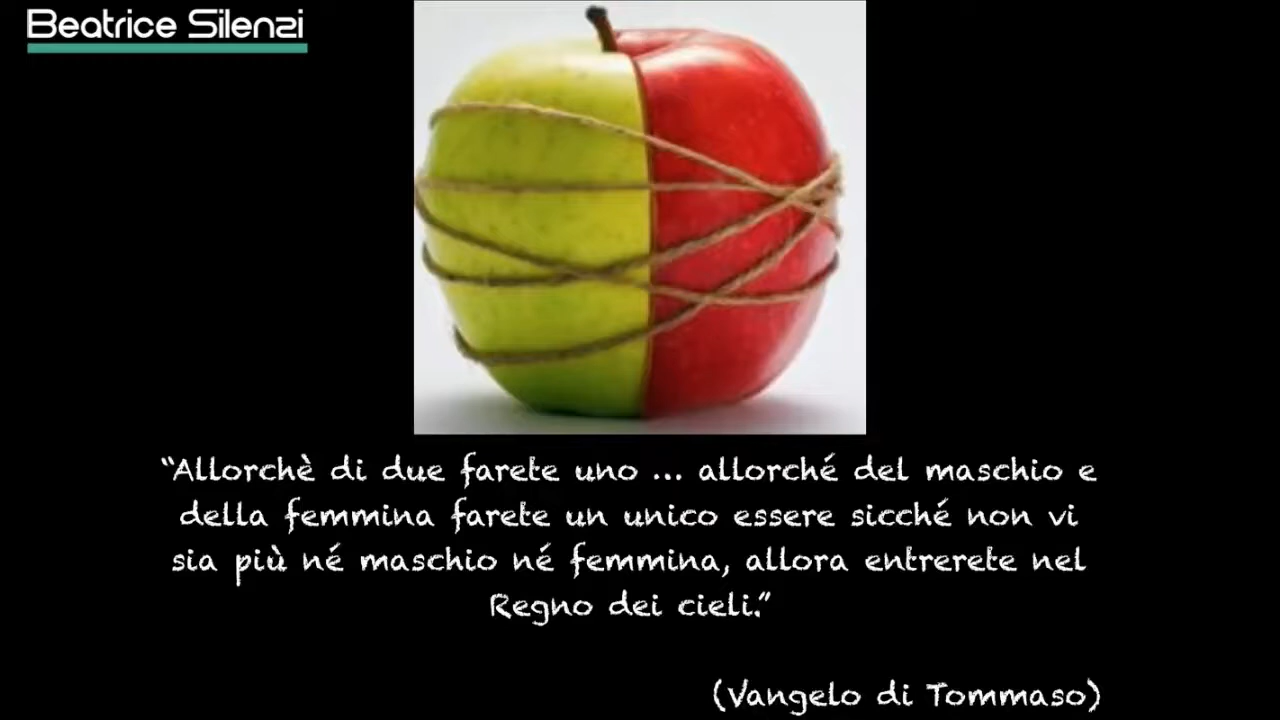 Beatrice Silenzi
“Allorchè di due farete uno ... allorché del maschio e
della femmina farete un unico essere sicché non vi
sia più né maschio né femmina, allora entrerete nel
Regno dei cieli.”
(Vangelo di Tommaso)